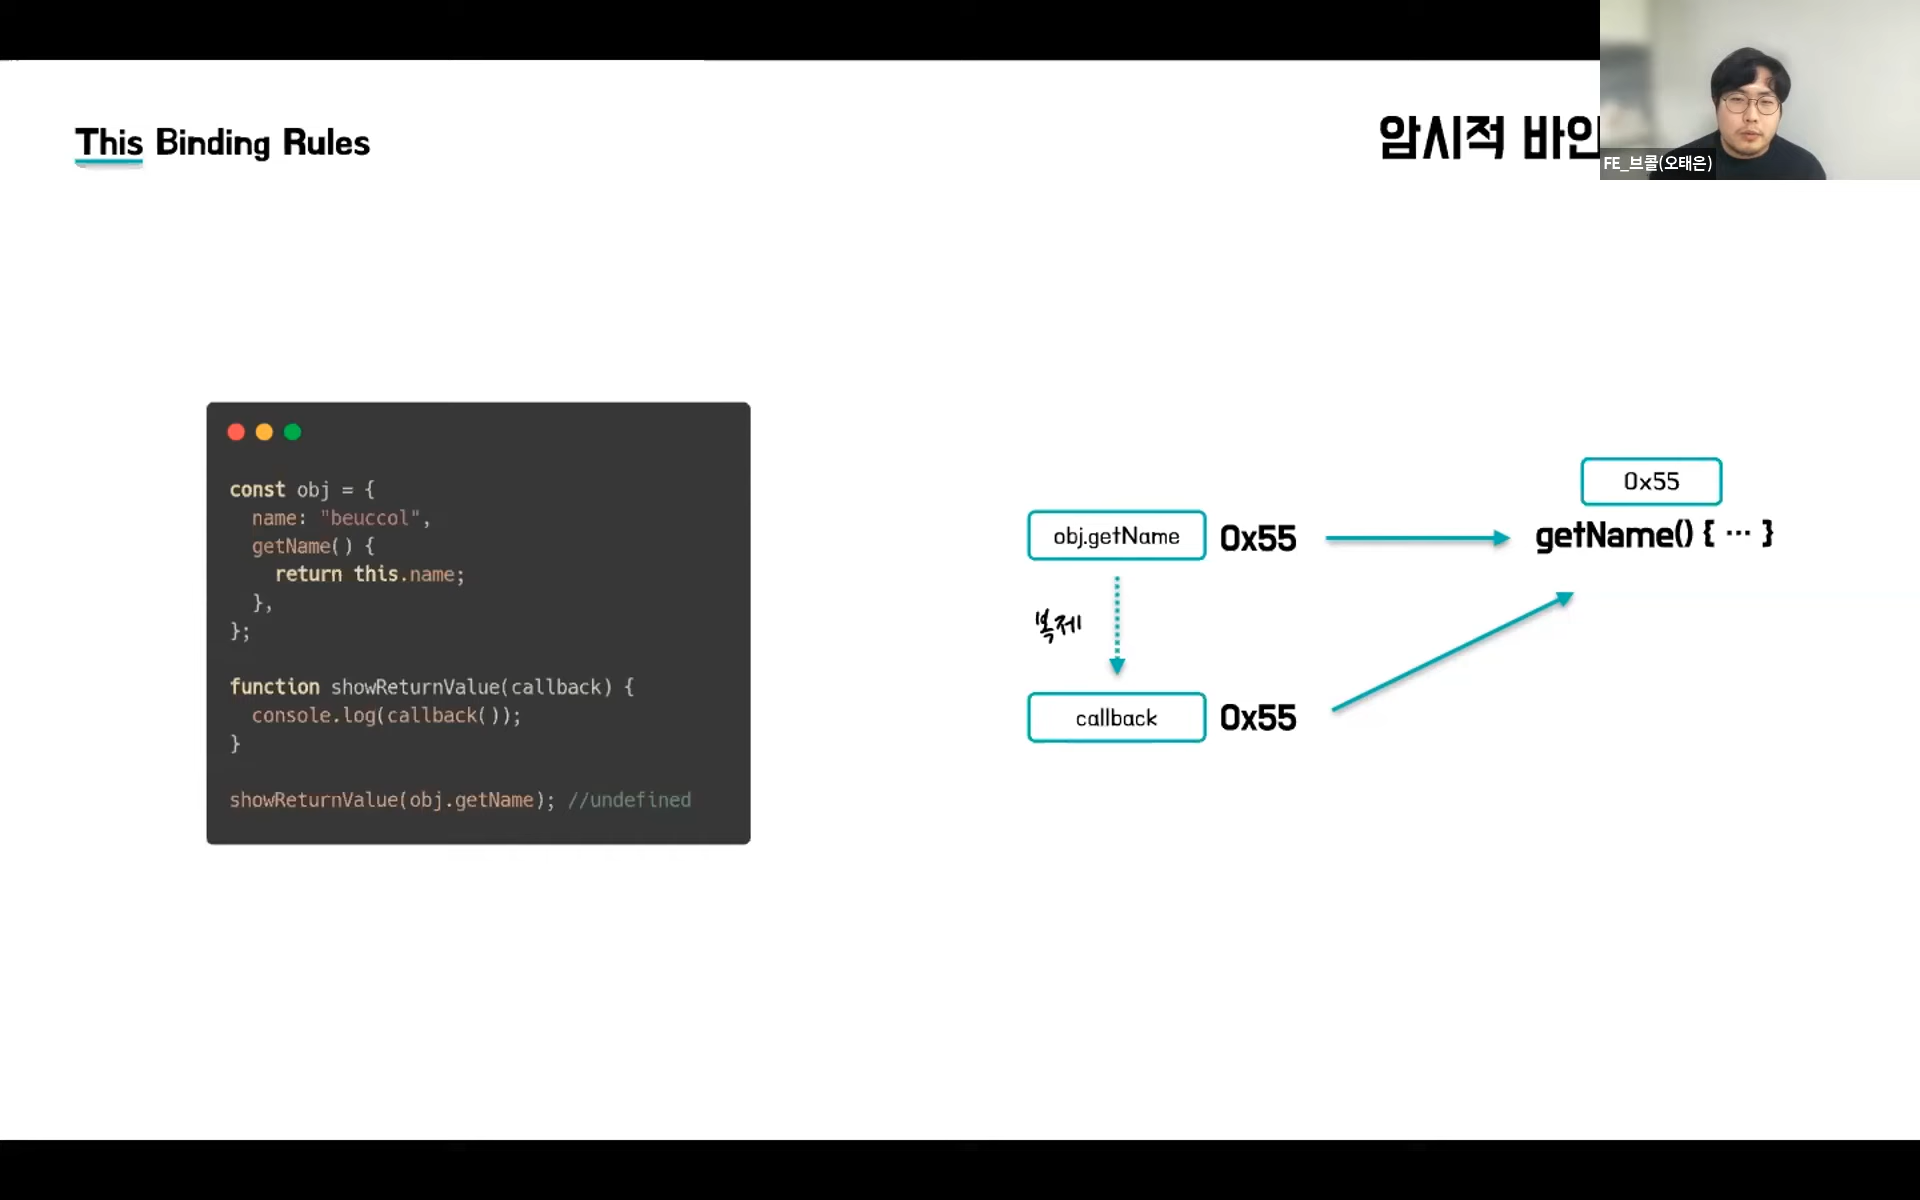 This Binding Rules
암시적 바인
FE_브콜(오태은)
const obj = {
name: "beuccol",
getName() {
return this.name;
},
};
function showReturnValue(callback) {
console.log(callback());
}
showReturnValue(obj.getName); //undefined
obj.getName 0x55
복제
callback 0x55
0x55
getName() { ··· }